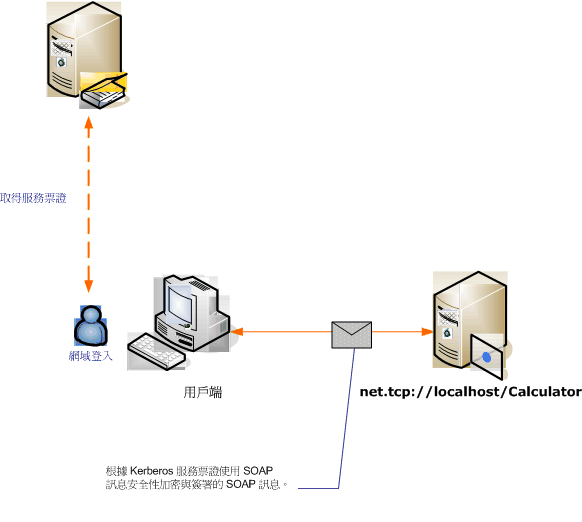 取得服務票證
網域登入
用戶端
net.tcp://localhost/Calculator
根據 Kerberos 服務票證使用 SOAP
訊息安全性加密與簽署的 SOAP 訊息。